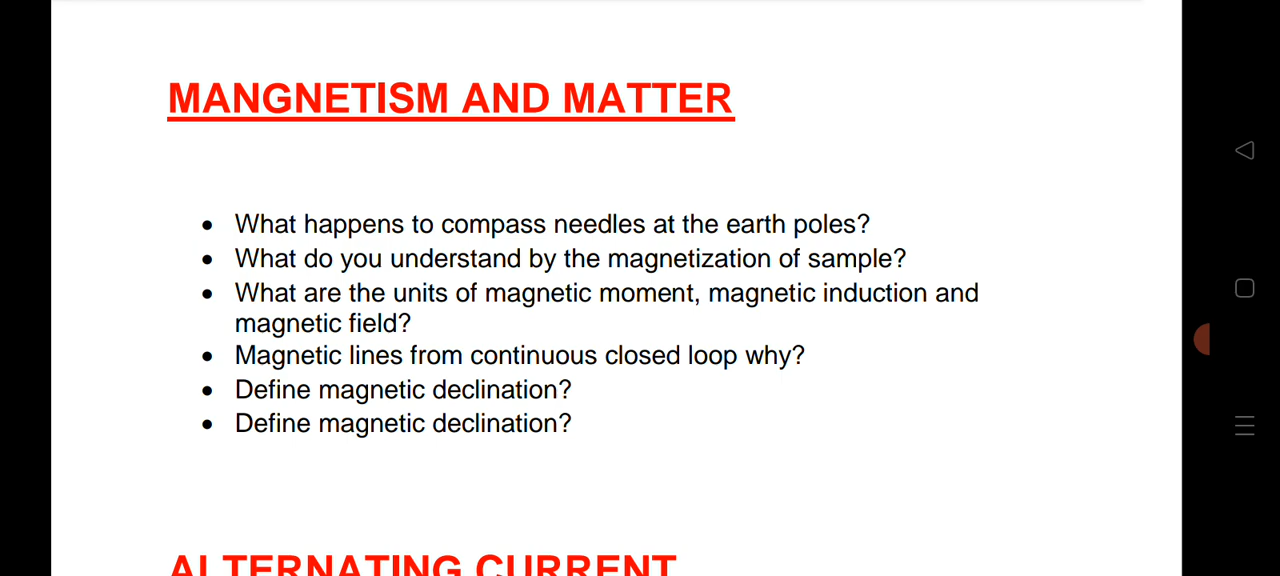 MANGNETISM AND MATTER
• What happens to compass needles at the earth poles?
• What do you understand by the magnetization of sample?
• What are the units of magnetic moment, magnetic induction and
magnetic field?
• Magnetic lines from continuous closed loop why?
• Define magnetic declination?
• Define magnetic declination?
ALTERNATING CURRENT